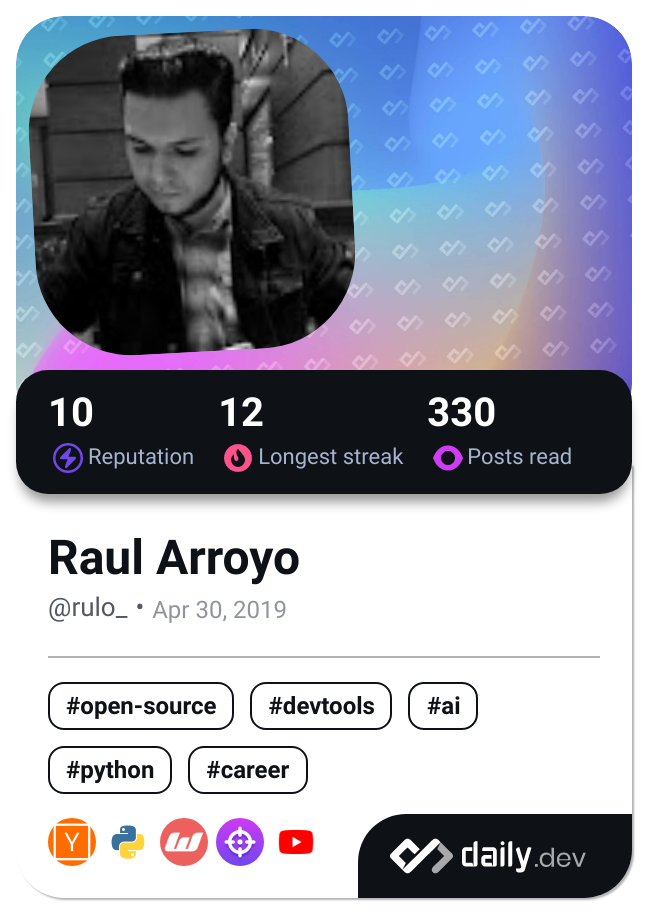 10 12 330
Reputation Longest streak Posts read
Raul Arroyo
@rulo_ • Apr 30, 2019
#open-source #devtools #ai
#python #career
Y
daily.dev